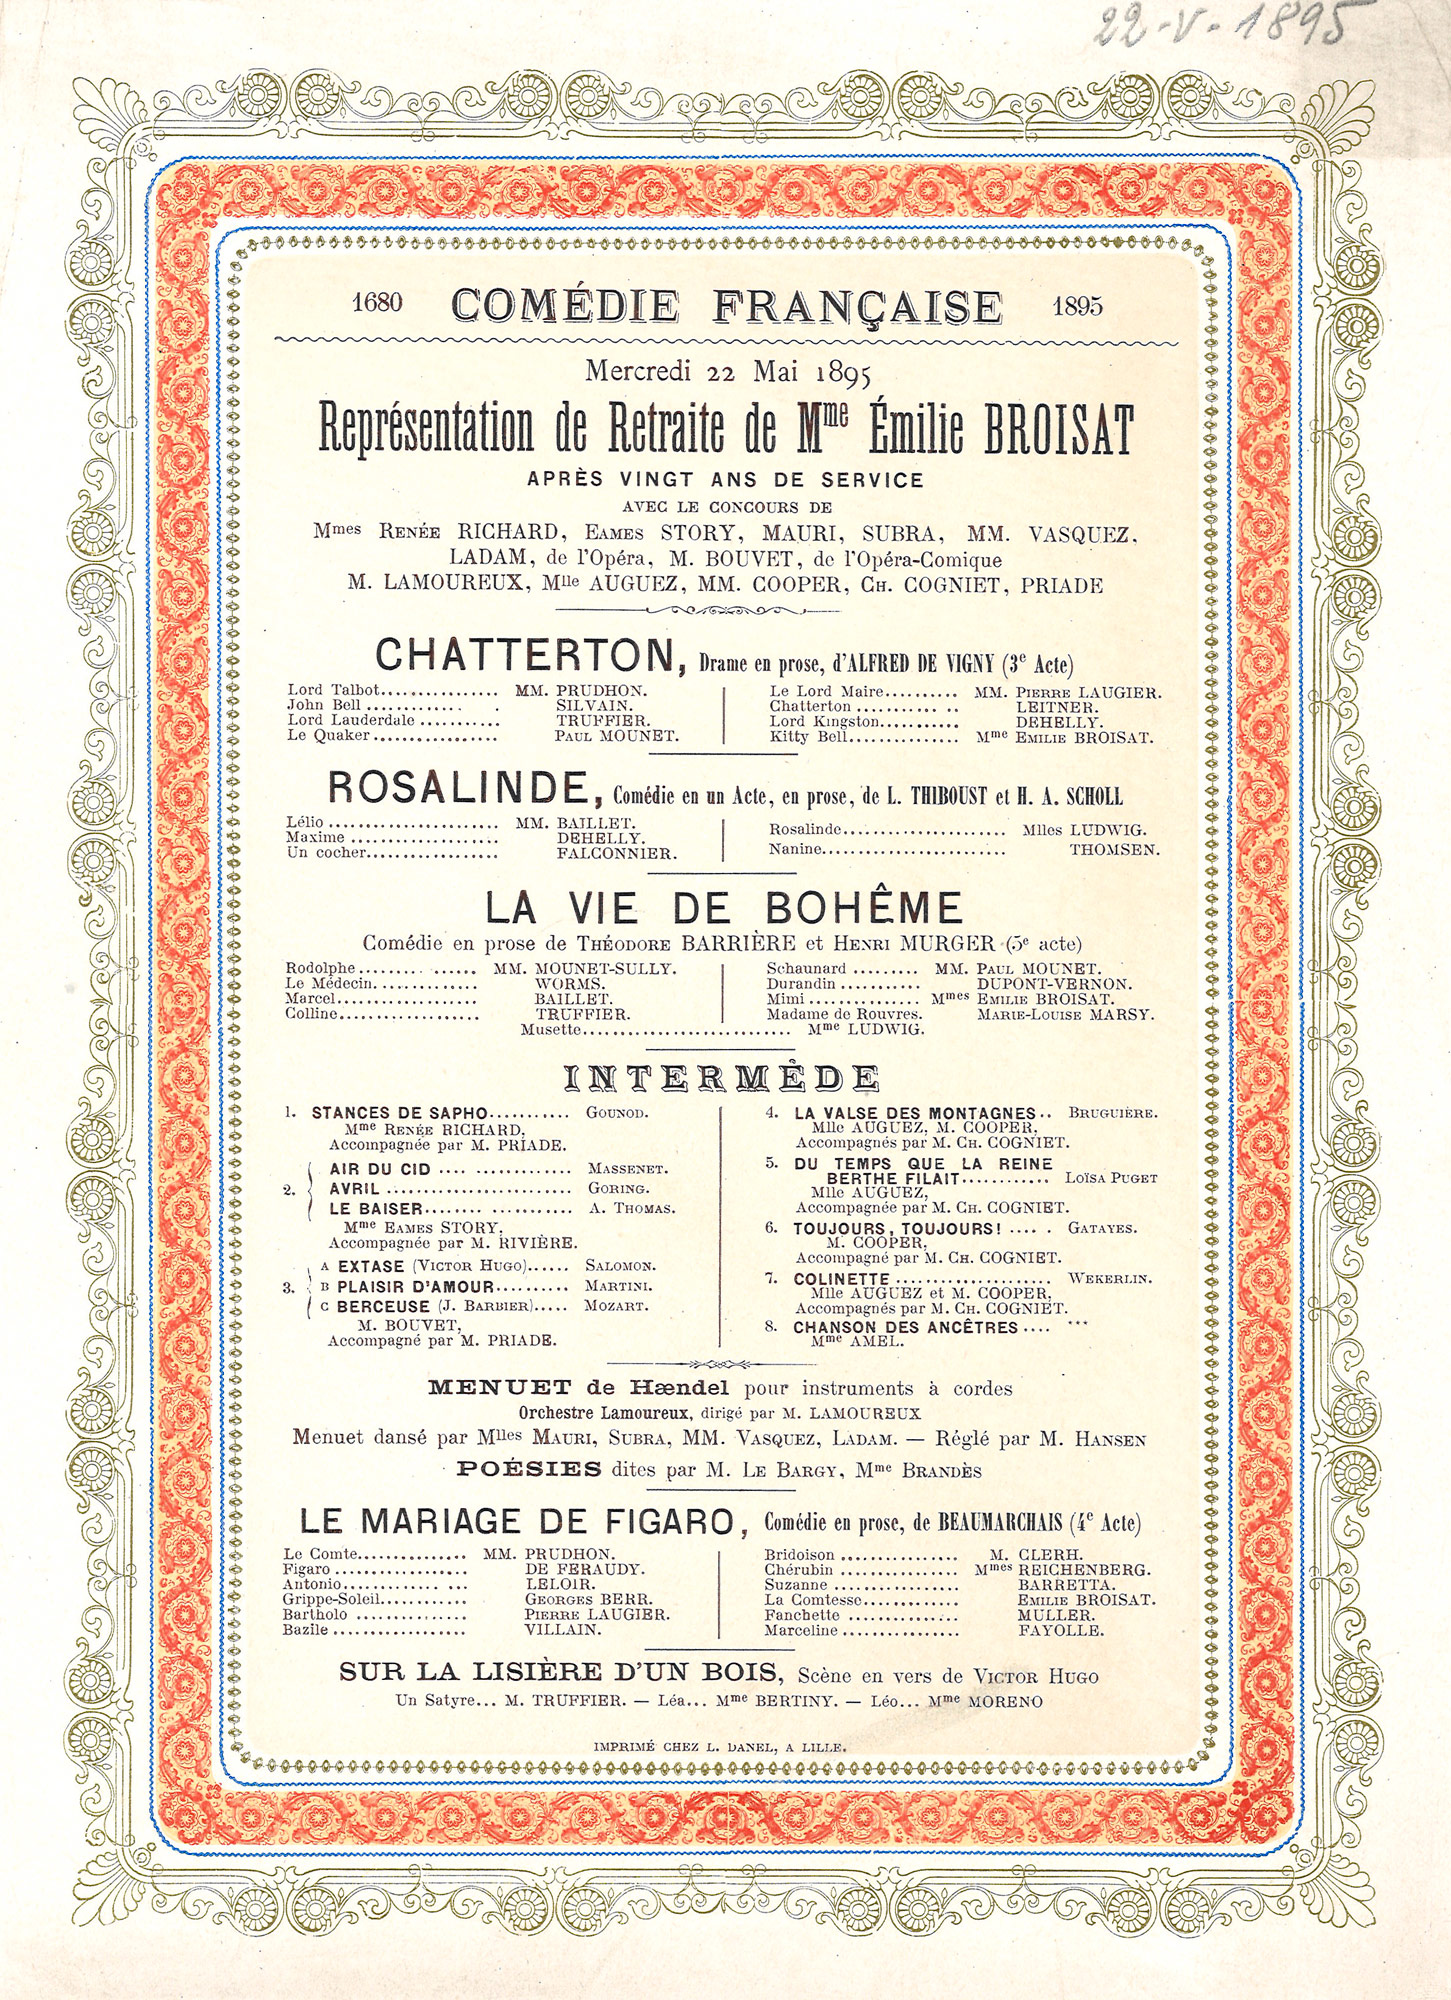 22-V-1895
1680 COMÉDIE FRANÇAISE 1895
Mercredi 22 Mai 1895
Représentation de Retraite de Mme Émilie BROISAT
APRÈS VINGT ANS DE SERVICE
AVEC LE CONCOURS DE
Mmes RENÉE RICHARD, EAMES STORY, MAURI, SUBRA, MM. VASQUEZ,
LADAM, de l'Opéra, M. BOUVET, de l'Opéra-Comique
M. LAMOUREUX, Mlle AUGUEZ, MM. COOPER, CH. COGNIET, PRIADE
CHATTERTON, Drame en prose, d'ALFRED DE VIGNY (3e Acte)
Lord Talbot................ MM. PRUDHON.
John Bell ............. . SILVAIN.
Lord Lauderdale ........... TRUFFIER.
Le Quaker................. PAUL MOUNET.
Le Lord Maire.......... MM. PIERRE LAUGIER.
Chatterton ........... .. LEITNER.
Lord Kingston........... DEHELLY.
Kitty Bell............... Mme EMILIE BROISAT.
ROSALINDE, Comédie en un Acte, en prose, de L. THIBOUST et H. A. SCHOLL
Lélio ....................... MM. BAILLET.
Maxime .................... DEHELLY.
Un cocher.................. FALCONNIER.
Rosalinde...................... Mlles LUDWIG.
Nanine......................... THOMSEN.
LA VIE DE BOHÊME
Comédie en prose de THÉODORE BARRIÈRE et HENRI MURGER (5e acte)
Rodolphe......... ...... MM. MOUNET-SULLY.
Le Médecin.............. WORMS.
Marcel................... BAILLET.
Colline................... TRUFFIER.
Schaunard ......... MM. PAUL MOUNET.
Durandin ........... DUPONT-VERNON.
Mimi ............... Mmes EMILIE BROISAT.
Madame de Rouvres. MARIE-LOUISE MARSY.
Musette............................ Mme LUDWIG.
INTERMÈDE
1. STANCES DE SAPHO........... GOUNOD.
Mme RENÉE RICHARD,
Accompagnée par M. PRIADE.
AIR DU CID .... ............. MASSENET.
2. AVRIL ......................... GORING.
LE BAISER........ ........... A. THOMAS.
Mme EAMES STORY,
Accompagnée par M. RIVIÈRE.
A EXTASE (VICTOR HUGO)...... SALOMON.
3. B PLAISIR D'AMOUR.......... MARTINI.
C BERCEUSE (J. BARBIER)..... MOZART.
M. BOUVET,
Accompagné par M. PRIADE.
4. LA VALSE DES MONTAGNES.. BRUGUIÈRE.
Mlle AUGUEZ, M. COOPER,
Accompagnés par M. CH. COGNIET.
5. DU TEMPS QUE LA REINE
BERTHE FILAIT............ LOÏSA PUGET
Mlle AUGUEZ,
Accompagnée par M. CH. COGNIET.
6. TOUJOURS, TOUJOURS! .... . GATAYES.
M. COOPER,
Accompagné par M. CH. COGNIET.
7. COLINETTE ..................... WEKERLIN.
Mlle AUGUEZ et M. COOPER,
Accompagnés par M. CH. COGNIET.
8. CHANSON DES ANCÊTRES .... ***
Mme AMEL.
MENUET de Hændel pour instruments à cordes
Orchestre Lamoureux, dirigé par M. LAMOUREUX
Menuet dansé par Mlles MAURI, SUBRA, MM. VASQUEZ, LADAM. — Réglé par M. HANSEN
POÉSIES dites par M. LE BARGY, Mme BRANDÈS
LE MARIAGE DE FIGARO, Comédie en prose, de BEAUMARCHAIS (4e Acte)
Le Comte............... MM. PRUDHON.
Figaro .................. DE FERAUDY.
Antonio............. ... LELOIR.
Grippe-Soleil............ GEORGES BERR.
Bartholo ............... PIERRE LAUGIER.
Bazile .................. VILLAIN.
Bridoison ................ M. CLERH.
Chérubin ................ Mmes REICHENBERG.
Suzanne ................. BARRETTA.
La Comtesse............. EMILIE BROISAT.
Fanchette ............... MULLER.
Marceline ................ FAYOLLE.
SUR LA LISIÈRE D'UN BOIS, Scène en vers de VICTOR HUGO
Un Satyre... M. TRUFFIER. — Léa... Mme BERTINY. — Léo... Mme MORENO
IMPRIMÉ CHEZ L. DANEL, A LILLE.